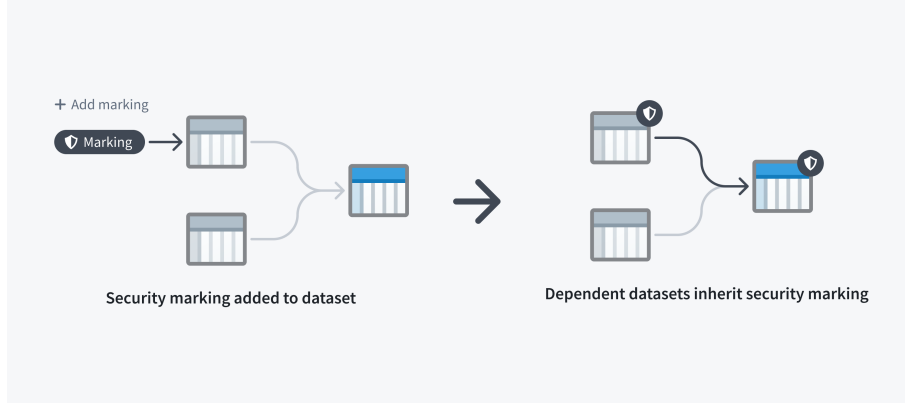 + Add marking
Marking
Security marking added to dataset
Dependent datasets inherit security marking